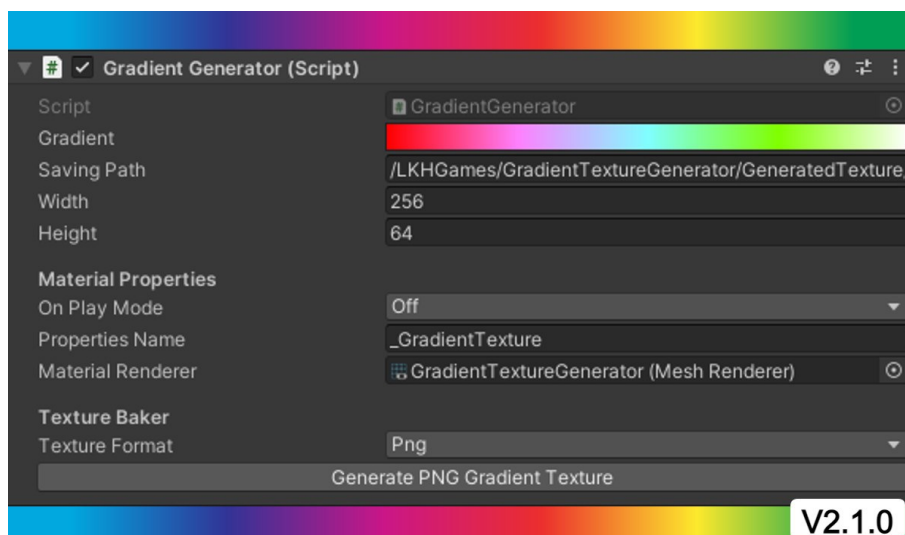 Gradient Generator (Script)
Script GradientGenerator
Gradient
Saving Path /LKHGames/GradientTextureGenerator/GeneratedTexture
Width 256
Height 64
Material Properties
On Play Mode Off
Properties Name _GradientTexture
Material Renderer GradientTextureGenerator (Mesh Renderer)
Texture Baker
Texture Format Png
Generate PNG Gradient Texture
V2.1.0